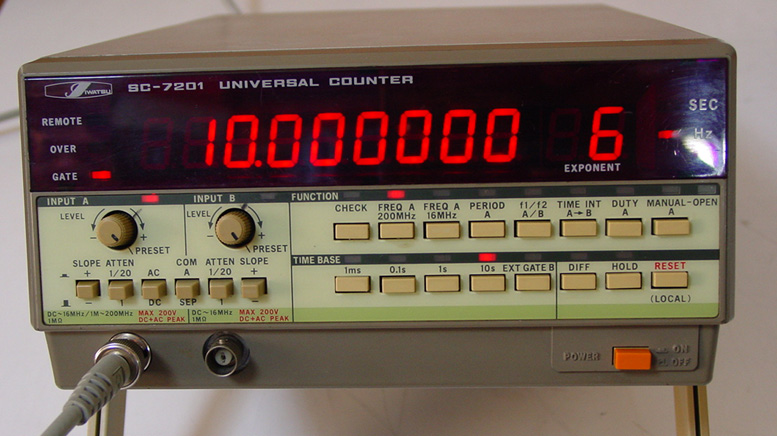 IWATSU SC-7201 UNIVERSAL COUNTER
REMOTE
OVER
GATE
10.000000 6
EXPONENT
SEC
Hz
INPUT A
INPUT B
LEVEL
- +
PRESET
LEVEL
- +
PRESET
SLOPE ATTEN AC COM ATTEN SLOPE
+ 1/20 A 1/20 +
- 1 DC SEP 1 -
DC~16MHz/1M~200MHz
1MΩ
MAX 200V
DC+AC PEAK
DC~16MHz
1MΩ
MAX 200V
DC+AC PEAK
FUNCTION
CHECK
FREQ A
200MHz
FREQ A
16MHz
PERIOD
A
f1/f2
A/B
TIME INT
A→B
DUTY
A
MANUAL-OPEN
A
TIME BASE
1ms 0.1s 1s 10s EXT GATE B DIFF HOLD RESET
(LOCAL)
POWER
ON
OFF